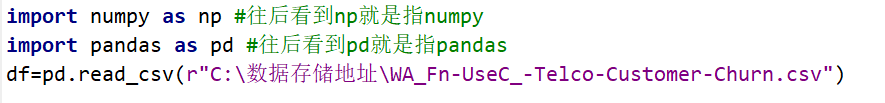 import numpy as np #往后看到np就是指numpy
import pandas as pd #往后看到pd就是指pandas
df=pd.read_csv(r"C:\数据存储地址\WA_Fn-UseC_-Telco-Customer-Churn.csv")